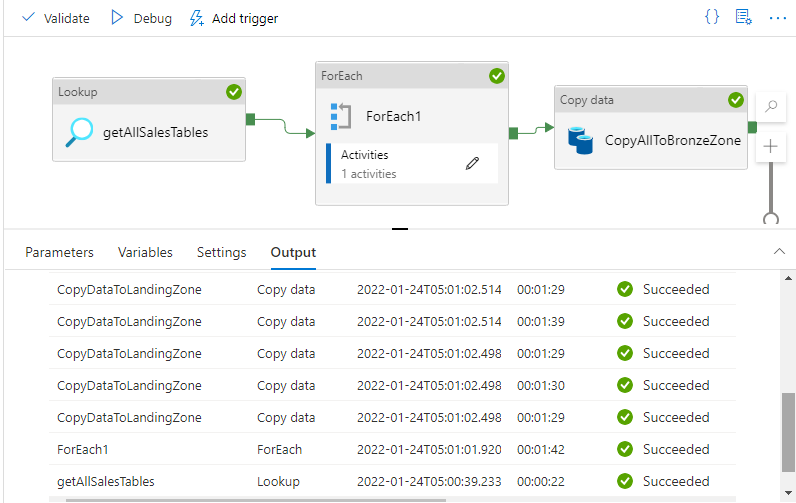 Validate Debug Add trigger {}
Lookup
getAllSalesTables
ForEach
ForEach1
Activities
1 activities
Copy data
CopyAllToBronzeZone
Parameters Variables Settings Output
CopyDataToLandingZone Copy data 2022-01-24T05:01:02.514 00:01:29 Succeeded
CopyDataToLandingZone Copy data 2022-01-24T05:01:02.514 00:01:39 Succeeded
CopyDataToLandingZone Copy data 2022-01-24T05:01:02.498 00:01:29 Succeeded
CopyDataToLandingZone Copy data 2022-01-24T05:01:02.498 00:01:30 Succeeded
CopyDataToLandingZone Copy data 2022-01-24T05:01:02.498 00:01:29 Succeeded
ForEach1 ForEach 2022-01-24T05:01:01.920 00:01:42 Succeeded
getAllSalesTables Lookup 2022-01-24T05:00:39.233 00:00:22 Succeeded